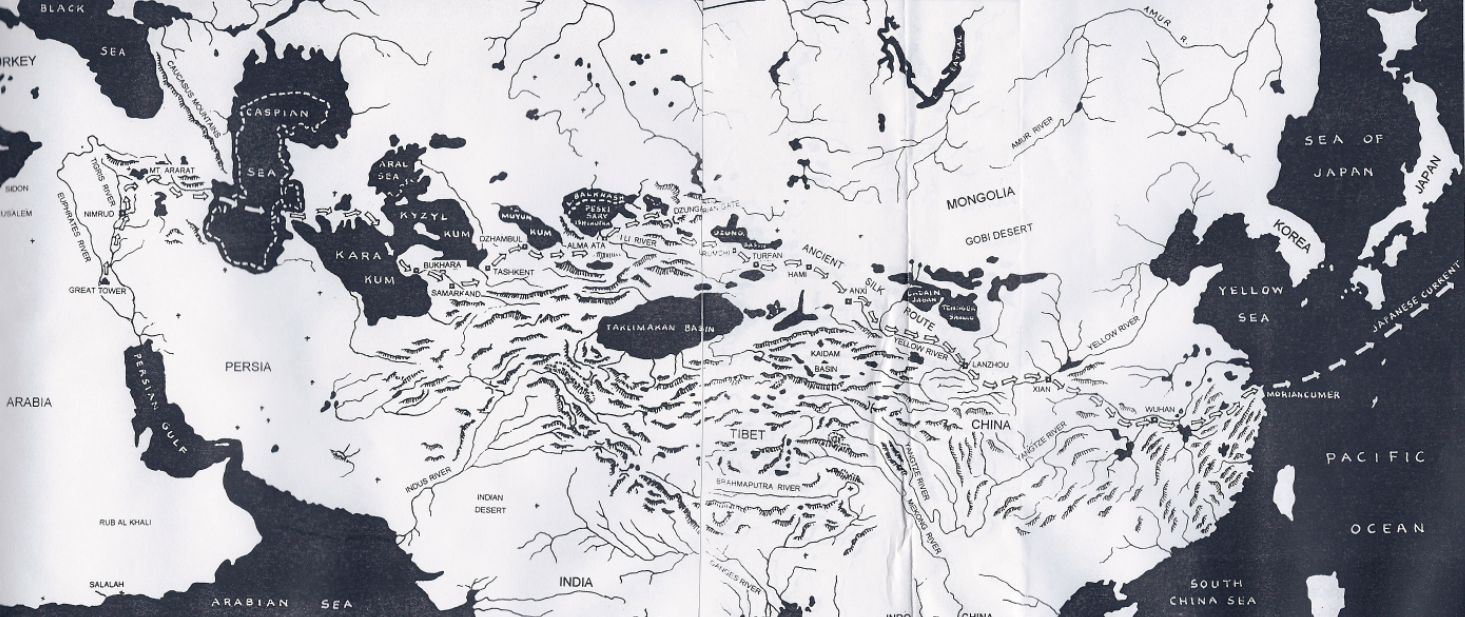 BLACK
SEA
RKEY
CAUCASUS MOUNTAINS
CASPIAN
SEA
ARAL
SEA
BAYKAL
AMUR R.
AMUR RIVER
SEA OF
JAPAN
JAPAN
SIDON
USALEM
TIGRIS RIVER
EUPHRATES RIVER
MT. ARARAT
NIMRUD
GREAT TOWER
KARA
KUM
KYZYL
KUM
MUYUN
KUM
BALKHASH
PESKI
SARY
DZUNGARIAN GATE
DZHAMBUL
ALMA ATA
ILI RIVER
BUKHARA
SAMARKAND
TASHKENT
TURFAN
HAMI
ANXI
ANCIENT
SILK
ROUTE
MONGOLIA
GOBI DESERT
KOREA
YELLOW
SEA
JAPANESE CURRENT
TAKLIMAKAN BASIN
KAIDAM
BASIN
YELLOW RIVER
YELLOW RIVER
LANZHOU
XIAN
WUHAN
MORIANCUMER
PERSIAN GULF
PERSIA
ARABIA
TIBET
CHINA
YANGTZE RIVER
YANGTZE RIVER
MEKONG RIVER
INDUS RIVER
BRAHMAPUTRA RIVER
INDIAN
DESERT
PACIFIC
OCEAN
RUB AL KHALI
SALALAH
ARABIAN SEA
INDIA
GANGES RIVER
INDO CHINA
SOUTH
CHINA SEA